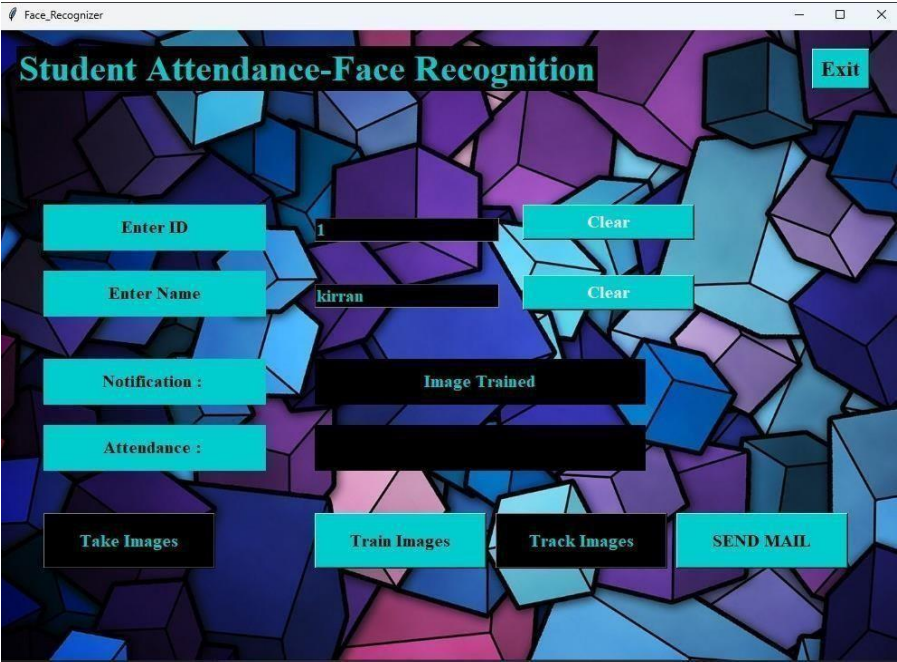 Face_Recognizer
Student Attendance-Face Recognition
Exit
Enter ID
1
Clear
Enter Name
kirran
Clear
Notification :
Image Trained
Attendance :
Take Images
Train Images
Track Images
SEND MAIL